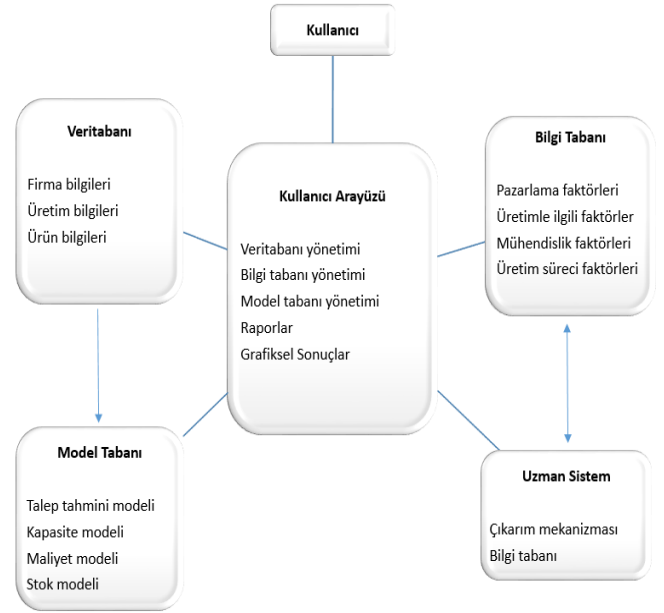 Kullanıcı
Veritabanı
Firma bilgileri
Üretim bilgileri
Ürün bilgileri
Kullanıcı Arayüzü
Veritabanı yönetimi
Bilgi tabanı yönetimi
Model tabanı yönetimi
Raporlar
Grafiksel Sonuçlar
Bilgi Tabanı
Pazarlama faktörleri
Üretimle ilgili faktörler
Mühendislik faktörleri
Üretim süreci faktörleri
Model Tabanı
Talep tahmini modeli
Kapasite modeli
Maliyet modeli
Stok modeli
Uzman Sistem
Çıkarım mekanizması
Bilgi tabanı